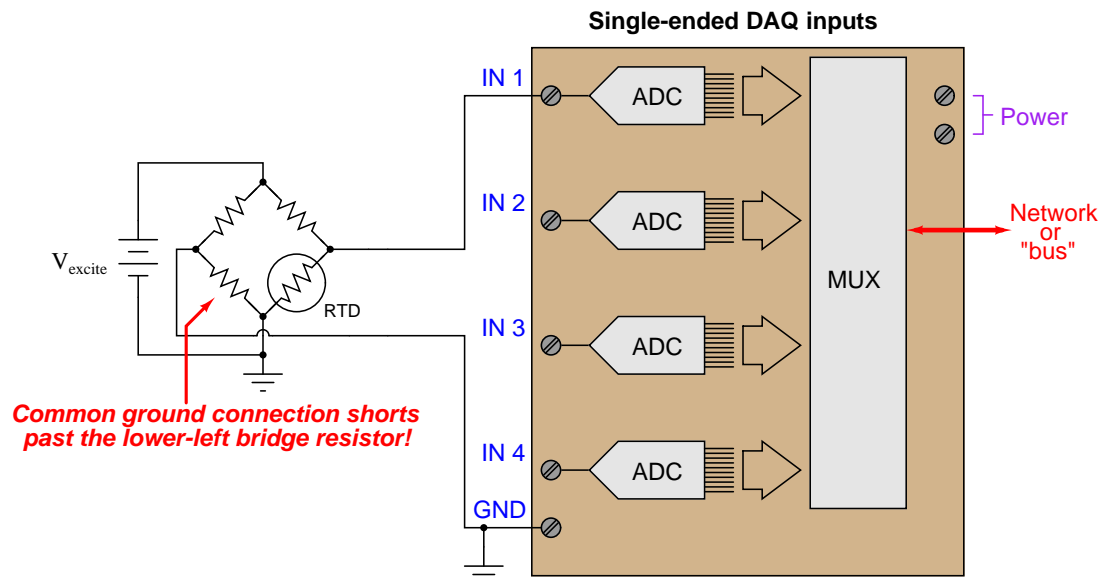 Single-ended DAQ inputs
IN 1
ADC
Power
IN 2
ADC
Network
or
"bus"
MUX
Vexcite
RTD
IN 3
ADC
Common ground connection shorts
past the lower-left bridge resistor!
IN 4
ADC
GND